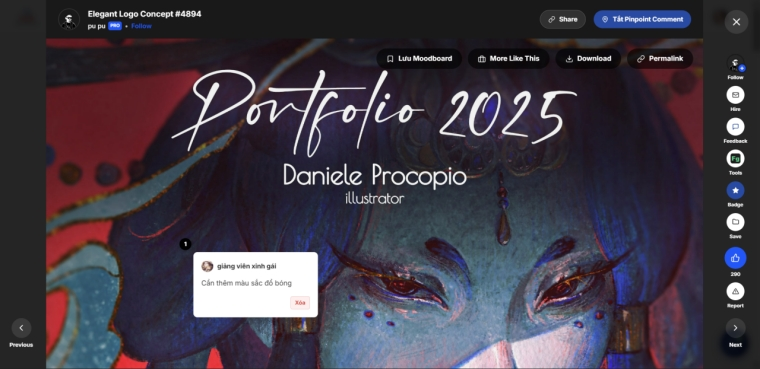 Elegant Logo Concept #4894
pu pu PRO • Follow
Share
Tắt Pinpoint Comment
Lưu Moodboard
More Like This
Download
Permalink
Portfolio 2025
Daniele Procopio
illustrator
1
giảng viên xinh gái
Cần thêm màu sắc đổ bóng
Xóa
Follow
Hire
Feedback
Fg
Tools
Badge
Save
290
Report
Previous
Next